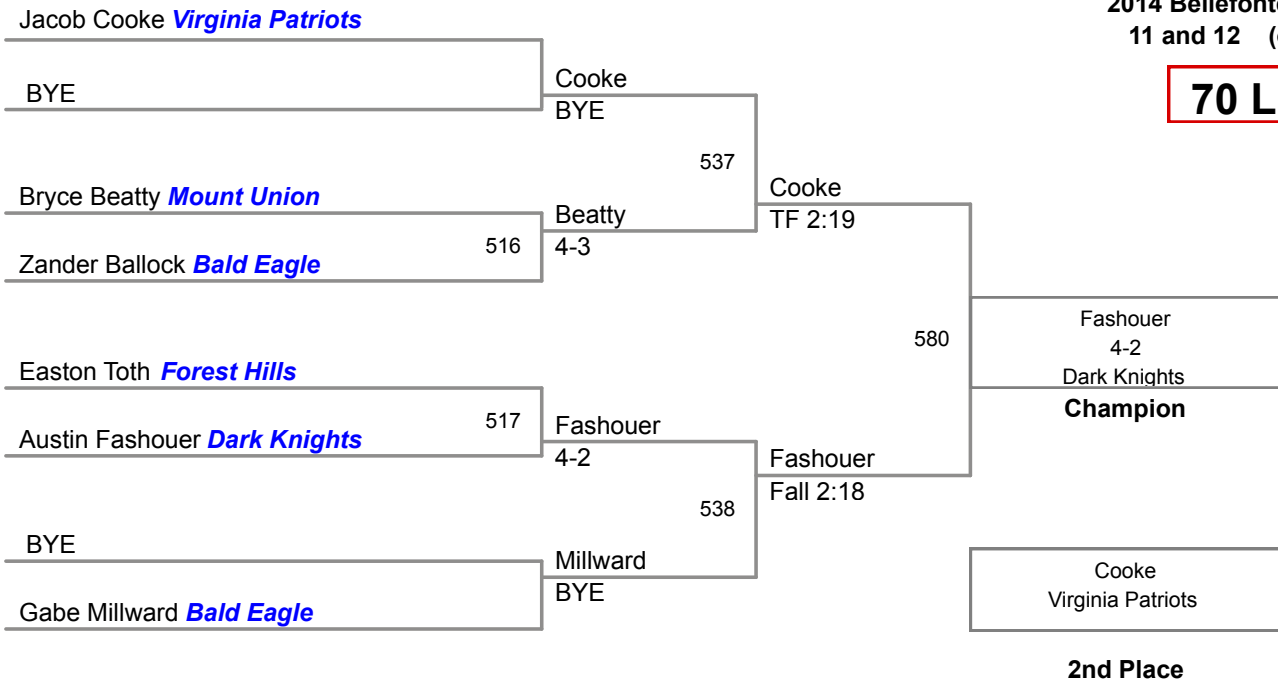 2014 Bellefont
11 and 12 (
70 L
Jacob Cooke Virginia Patriots
BYE
Cooke
BYE
537
Bryce Beatty Mount Union
516
Zander Ballock Bald Eagle
Beatty
4-3
Cooke
TF 2:19
580
Easton Toth Forest Hills
517
Austin Fashouer Dark Knights
Fashouer
4-2
538
BYE
Gabe Millward Bald Eagle
Millward
BYE
Fashouer
Fall 2:18
Fashouer
4-2
Dark Knights
Champion
Cooke
Virginia Patriots
2nd Place